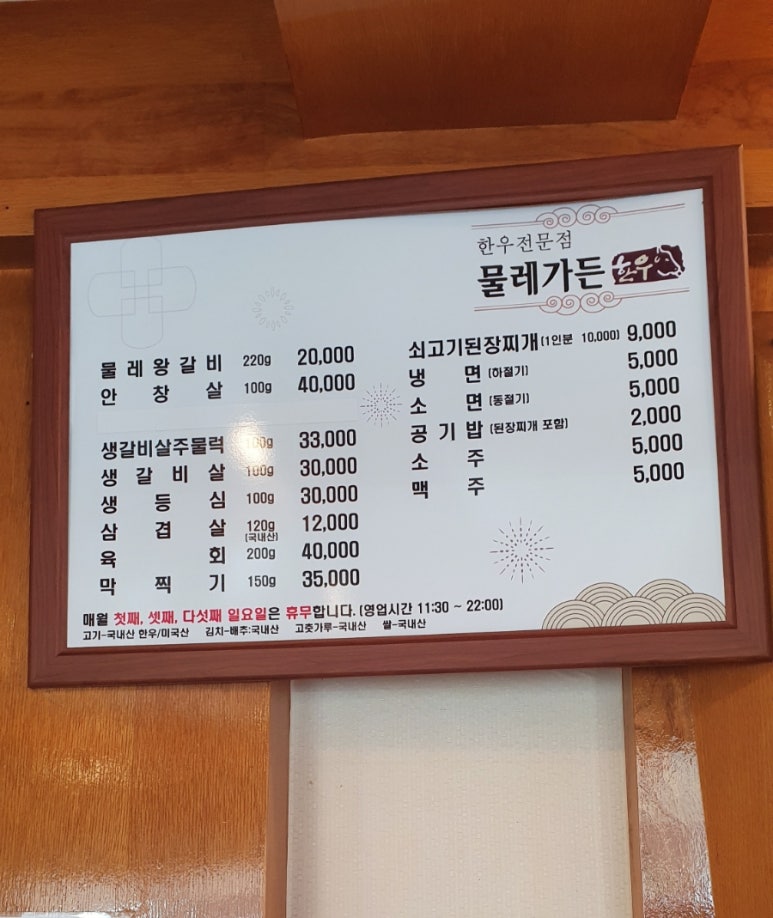 한우전문점
물레가든 한우
물레왕갈비 220g 20,000
안창살 100g 40,000
생갈비살주물럭 100g 33,000
생갈비살 100g 30,000
생등심 100g 30,000
삼겹살 120g 12,000
(국내산)
육회 200g 40,000
막찍기 150g 35,000
쇠고기된장찌개(1인분 10,000) 9,000
냉면(하절기) 5,000
소면(동절기) 5,000
공기밥(된장찌개 포함) 2,000
소주 5,000
맥주 5,000
매월 첫째, 셋째, 다섯째 일요일은 휴무합니다. (영업시간 11:30 ~ 22:00)
고기-국내산 한우/미국산 김치-배추:국내산 고춧가루-국내산 쌀-국내산